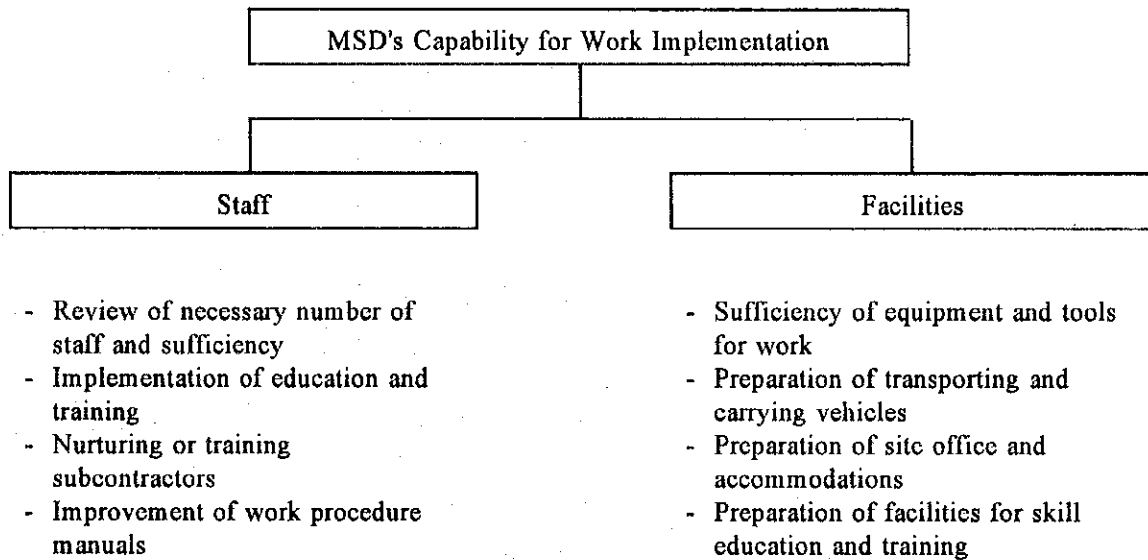 MSD's Capability for Work Implementation
Staff
- Review of necessary number of
staff and sufficiency
- Implementation of education and
training
- Nurturing or training
subcontractors
- Improvement of work procedure
manuals
Facilities
- Sufficiency of equipment and tools
for work
- Preparation of transporting and
carrying vehicles
- Preparation of site office and
accommodations
- Preparation of facilities for skill
education and training